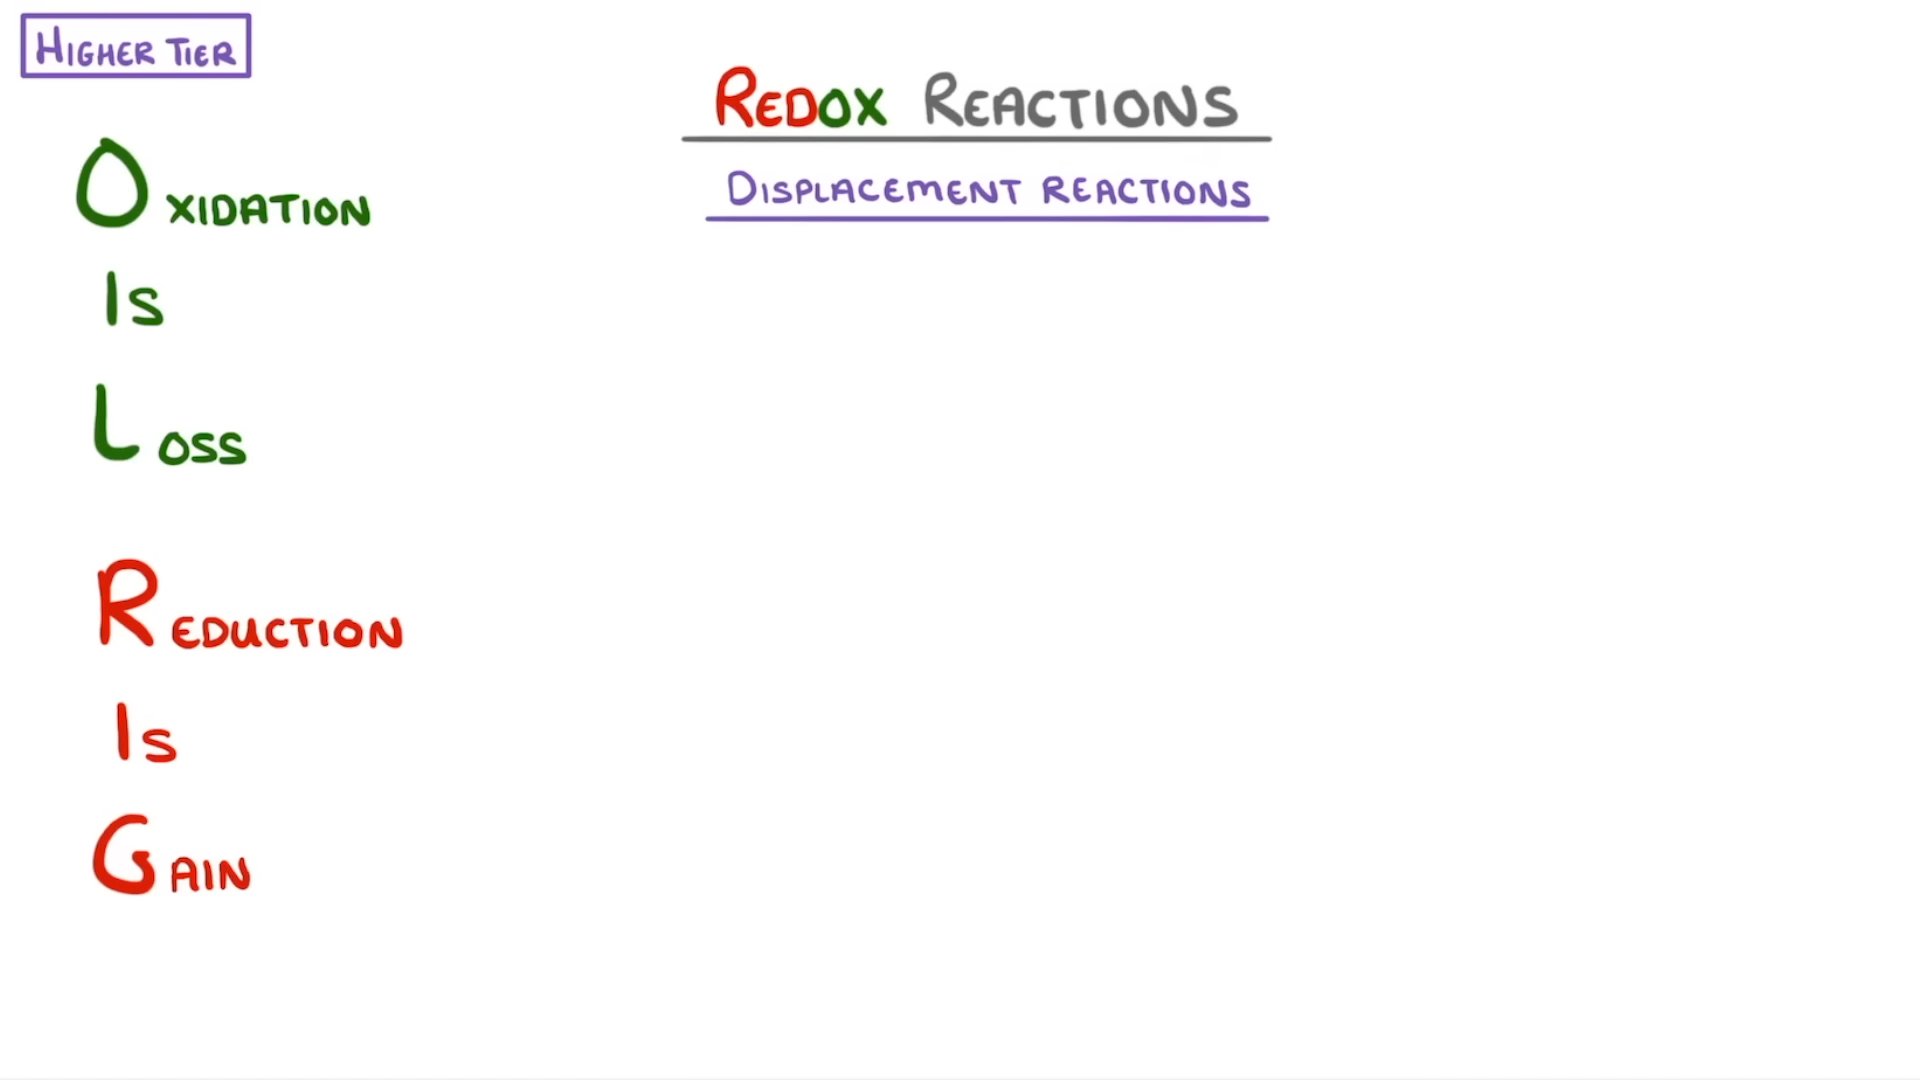 HIGHER TIER
REDOX REACTIONS
DISPLACEMENT REACTIONS
OXIDATION
IS
LOSS
REDUCTION
IS
GAIN